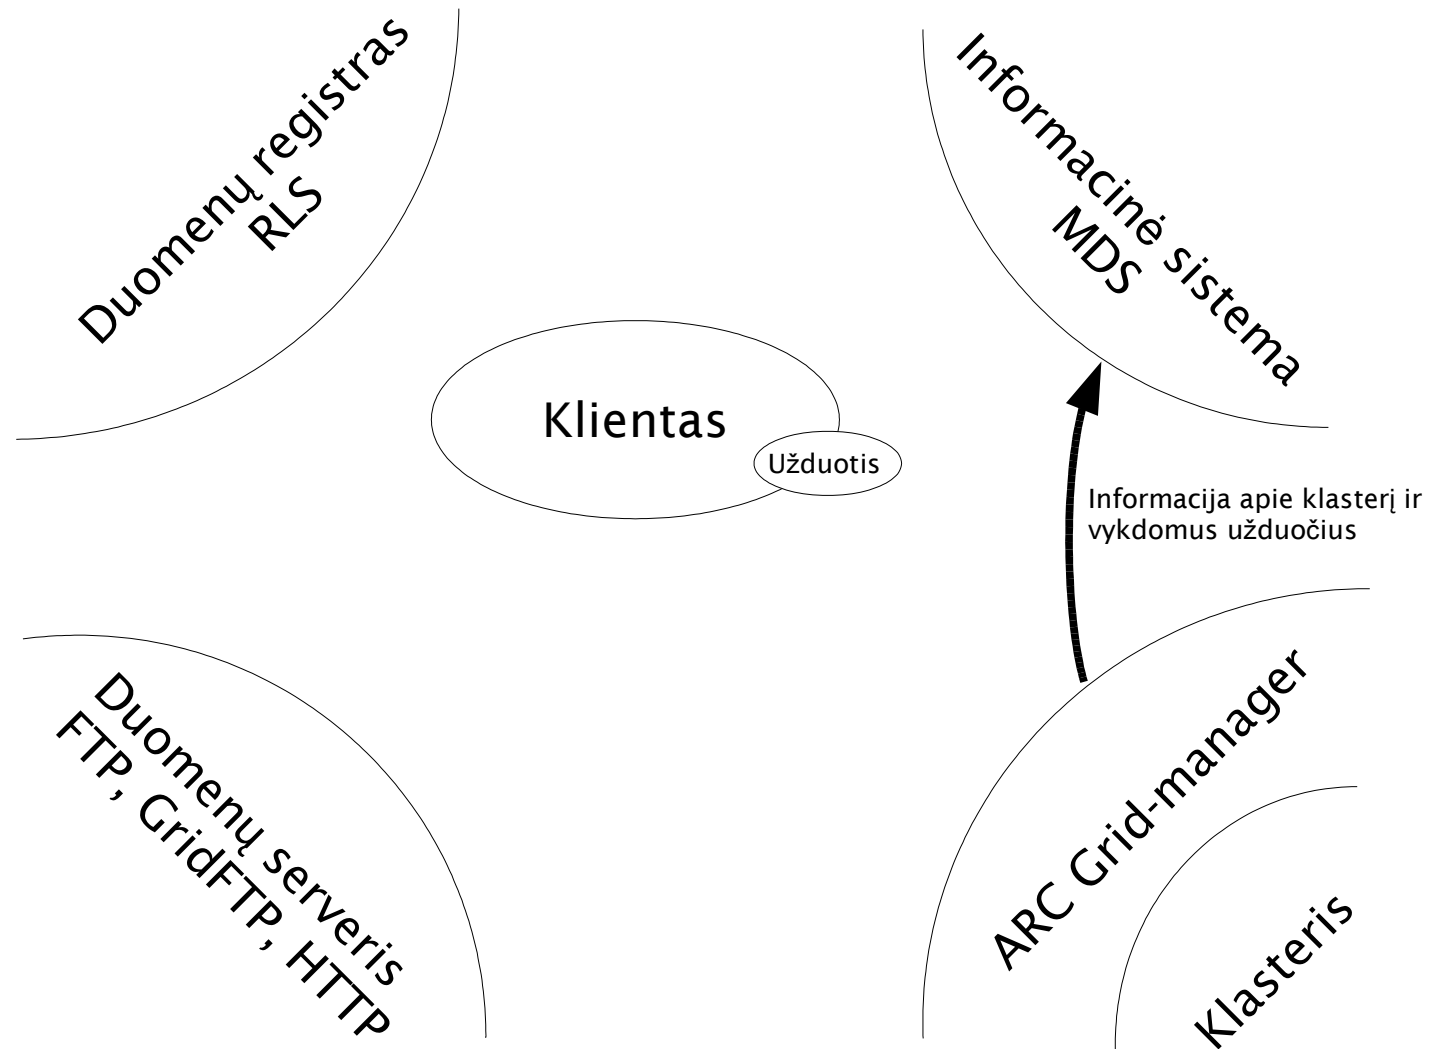 Duomenų registras
RLS
Informacinė sistema
MDS
Klientas
Užduotis
Informacija apie klasterį ir
vykdomus užduočius
Duomenų serveris
FTP, GridFTP, HTTP
ARC Grid-manager
Klasteris